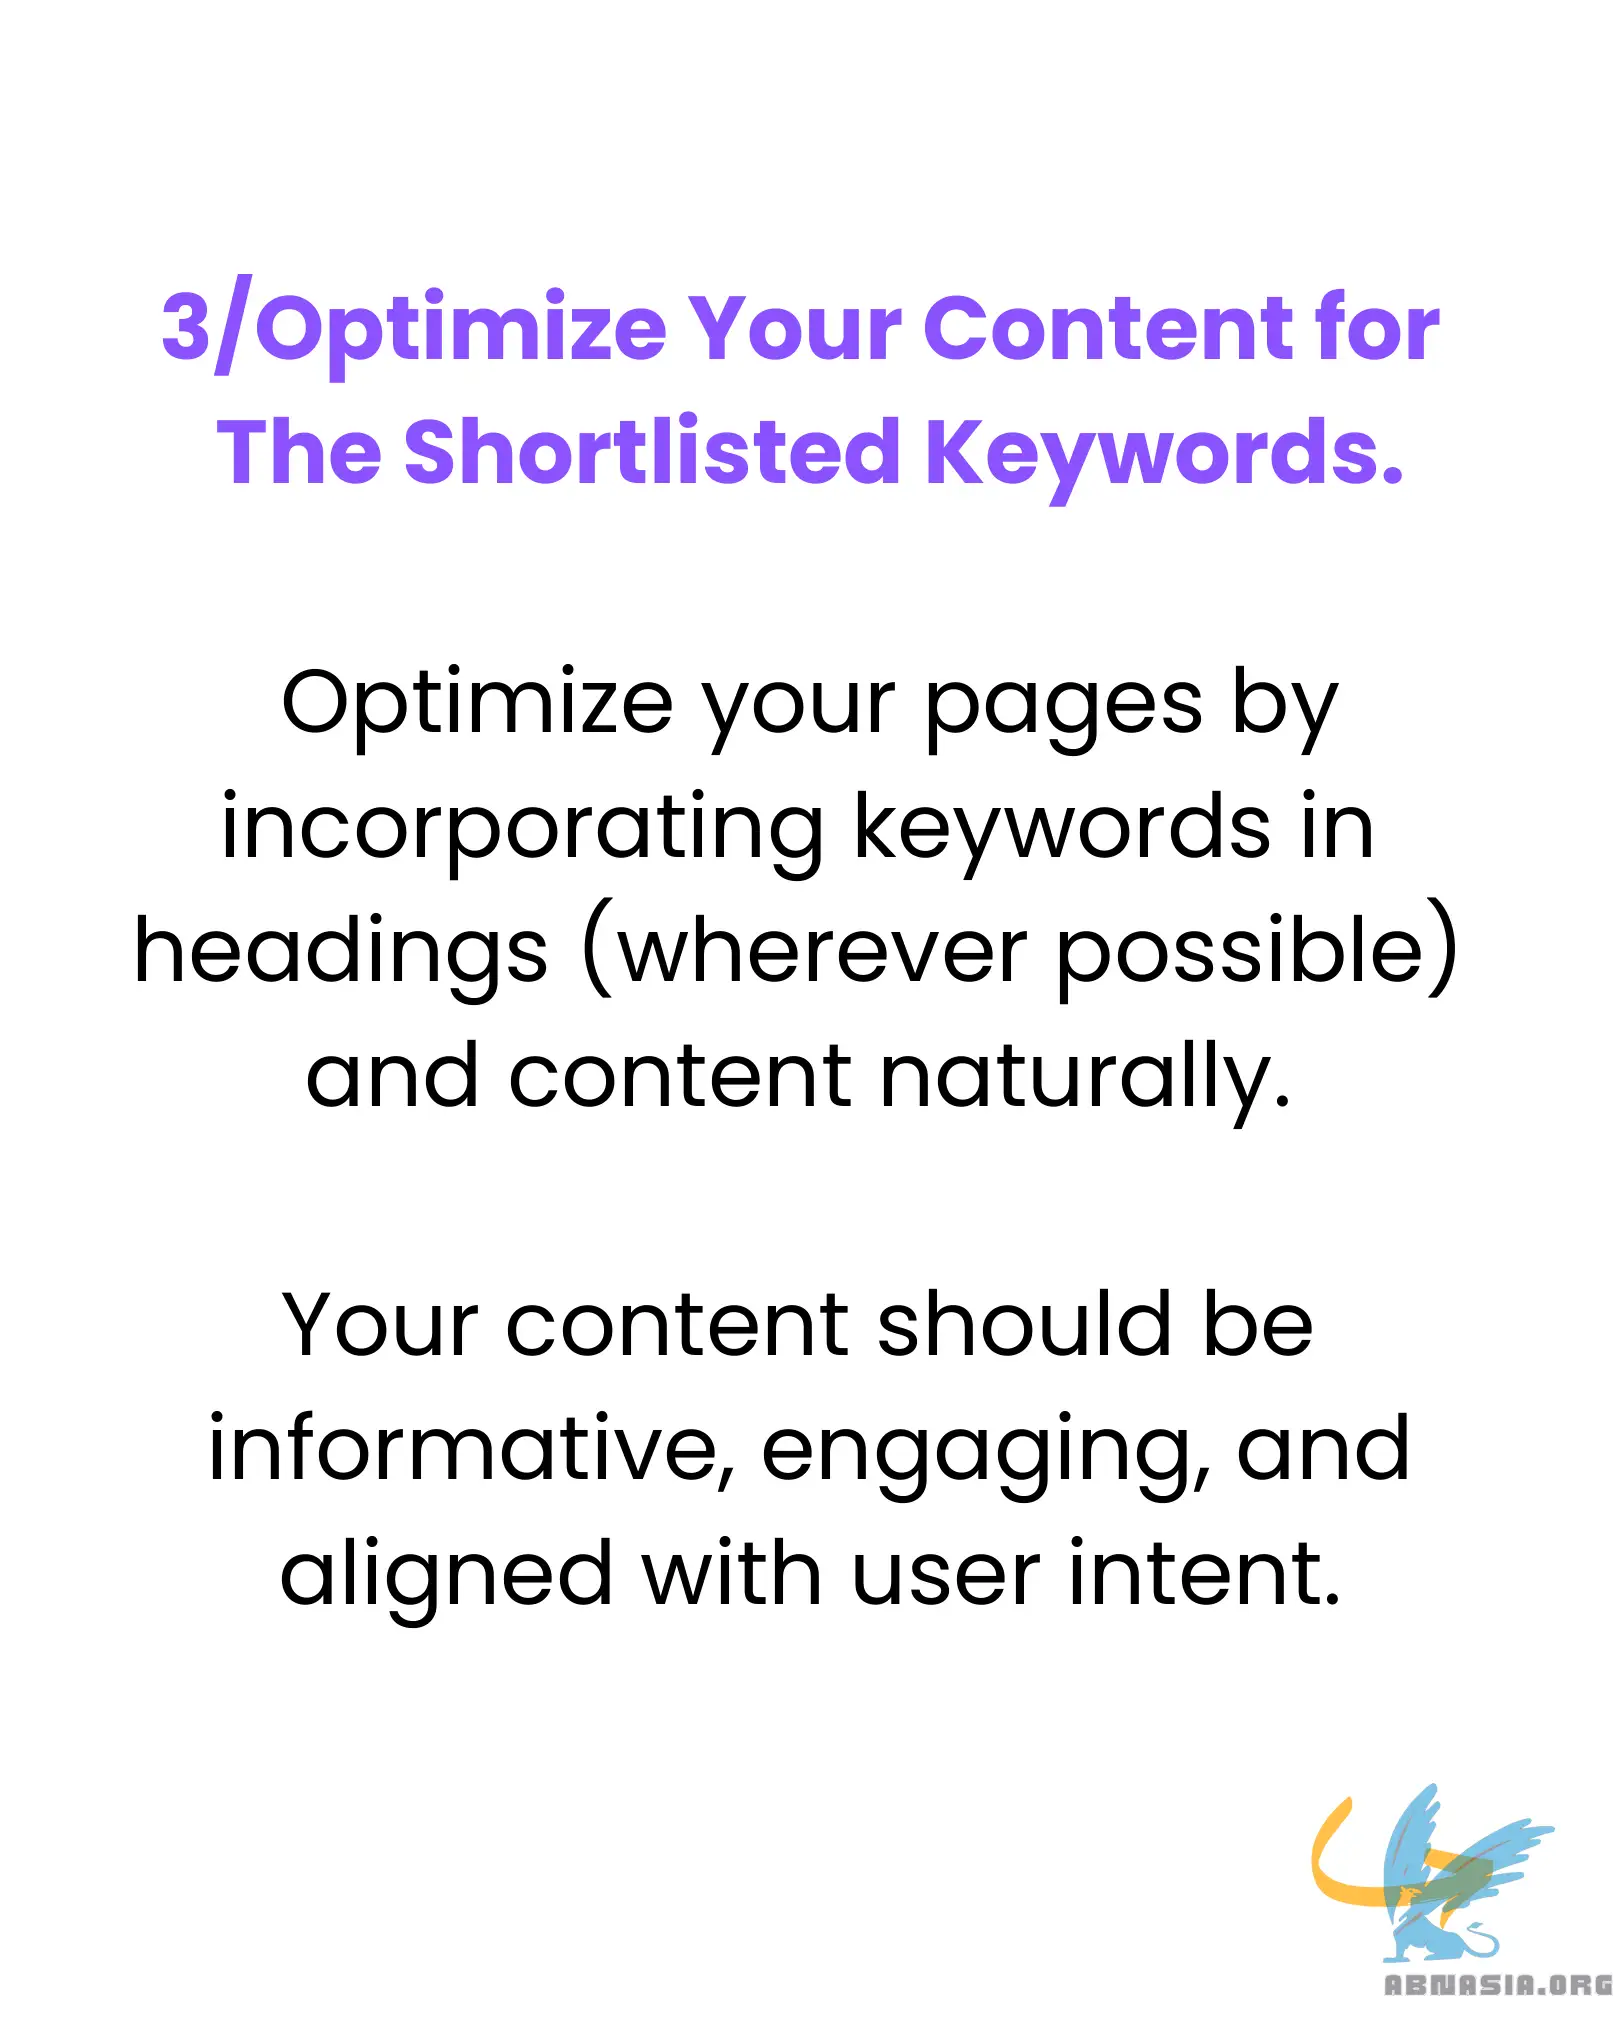 3/Optimize Your Content for
The Shortlisted Keywords.
Optimize your pages by
incorporating keywords in
headings (wherever possible)
and content naturally.
Your content should be
informative, engaging, and
aligned with user intent.
ABNASIA.ORG